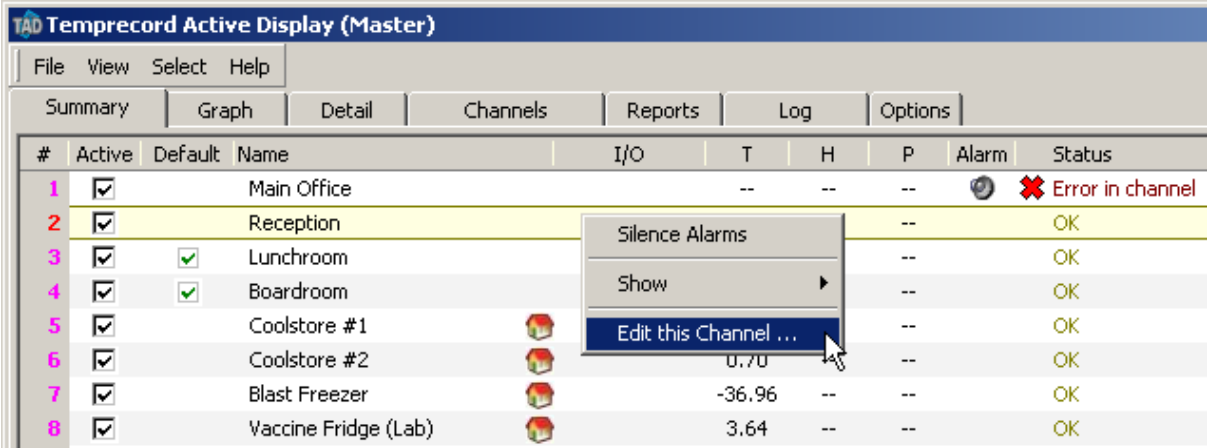 TAD Temprecord Active Display (Master)
File View Select Help
Summary Graph Detail Channels Reports Log Options
# Active Default Name I/O T H P Alarm Status
1 Main Office -- -- -- Error in channel
2 Reception -- OK
Silence Alarms
3 Lunchroom -- OK
Show
4 Boardroom -- OK
5 Coolstore #1 -- OK
Edit this Channel ...
6 Coolstore #2 0.70 -- OK
7 Blast Freezer -36.96 -- -- OK
8 Vaccine Fridge (Lab) 3.64 -- -- OK